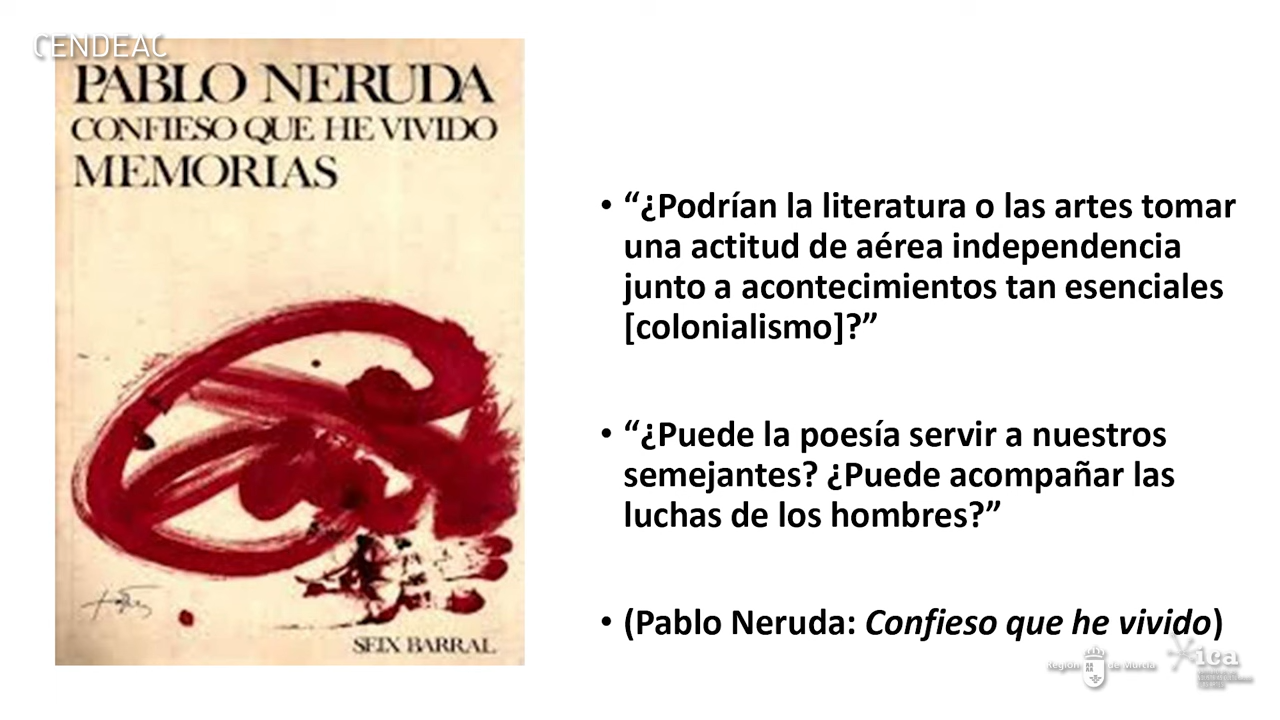 CENDEAC
PABLO NERUDA
CONFIESO QUE HE VIVIDO
MEMORIAS
SEIX BARRAL
• “¿Podrían la literatura o las artes tomar
una actitud de aérea independencia
junto a acontecimientos tan esenciales
[colonialismo]?”
• “¿Puede la poesía servir a nuestros
semejantes? ¿Puede acompañar las
luchas de los hombres?”
• (Pablo Neruda: Confieso que he vivido)
Región de Murcia
ica